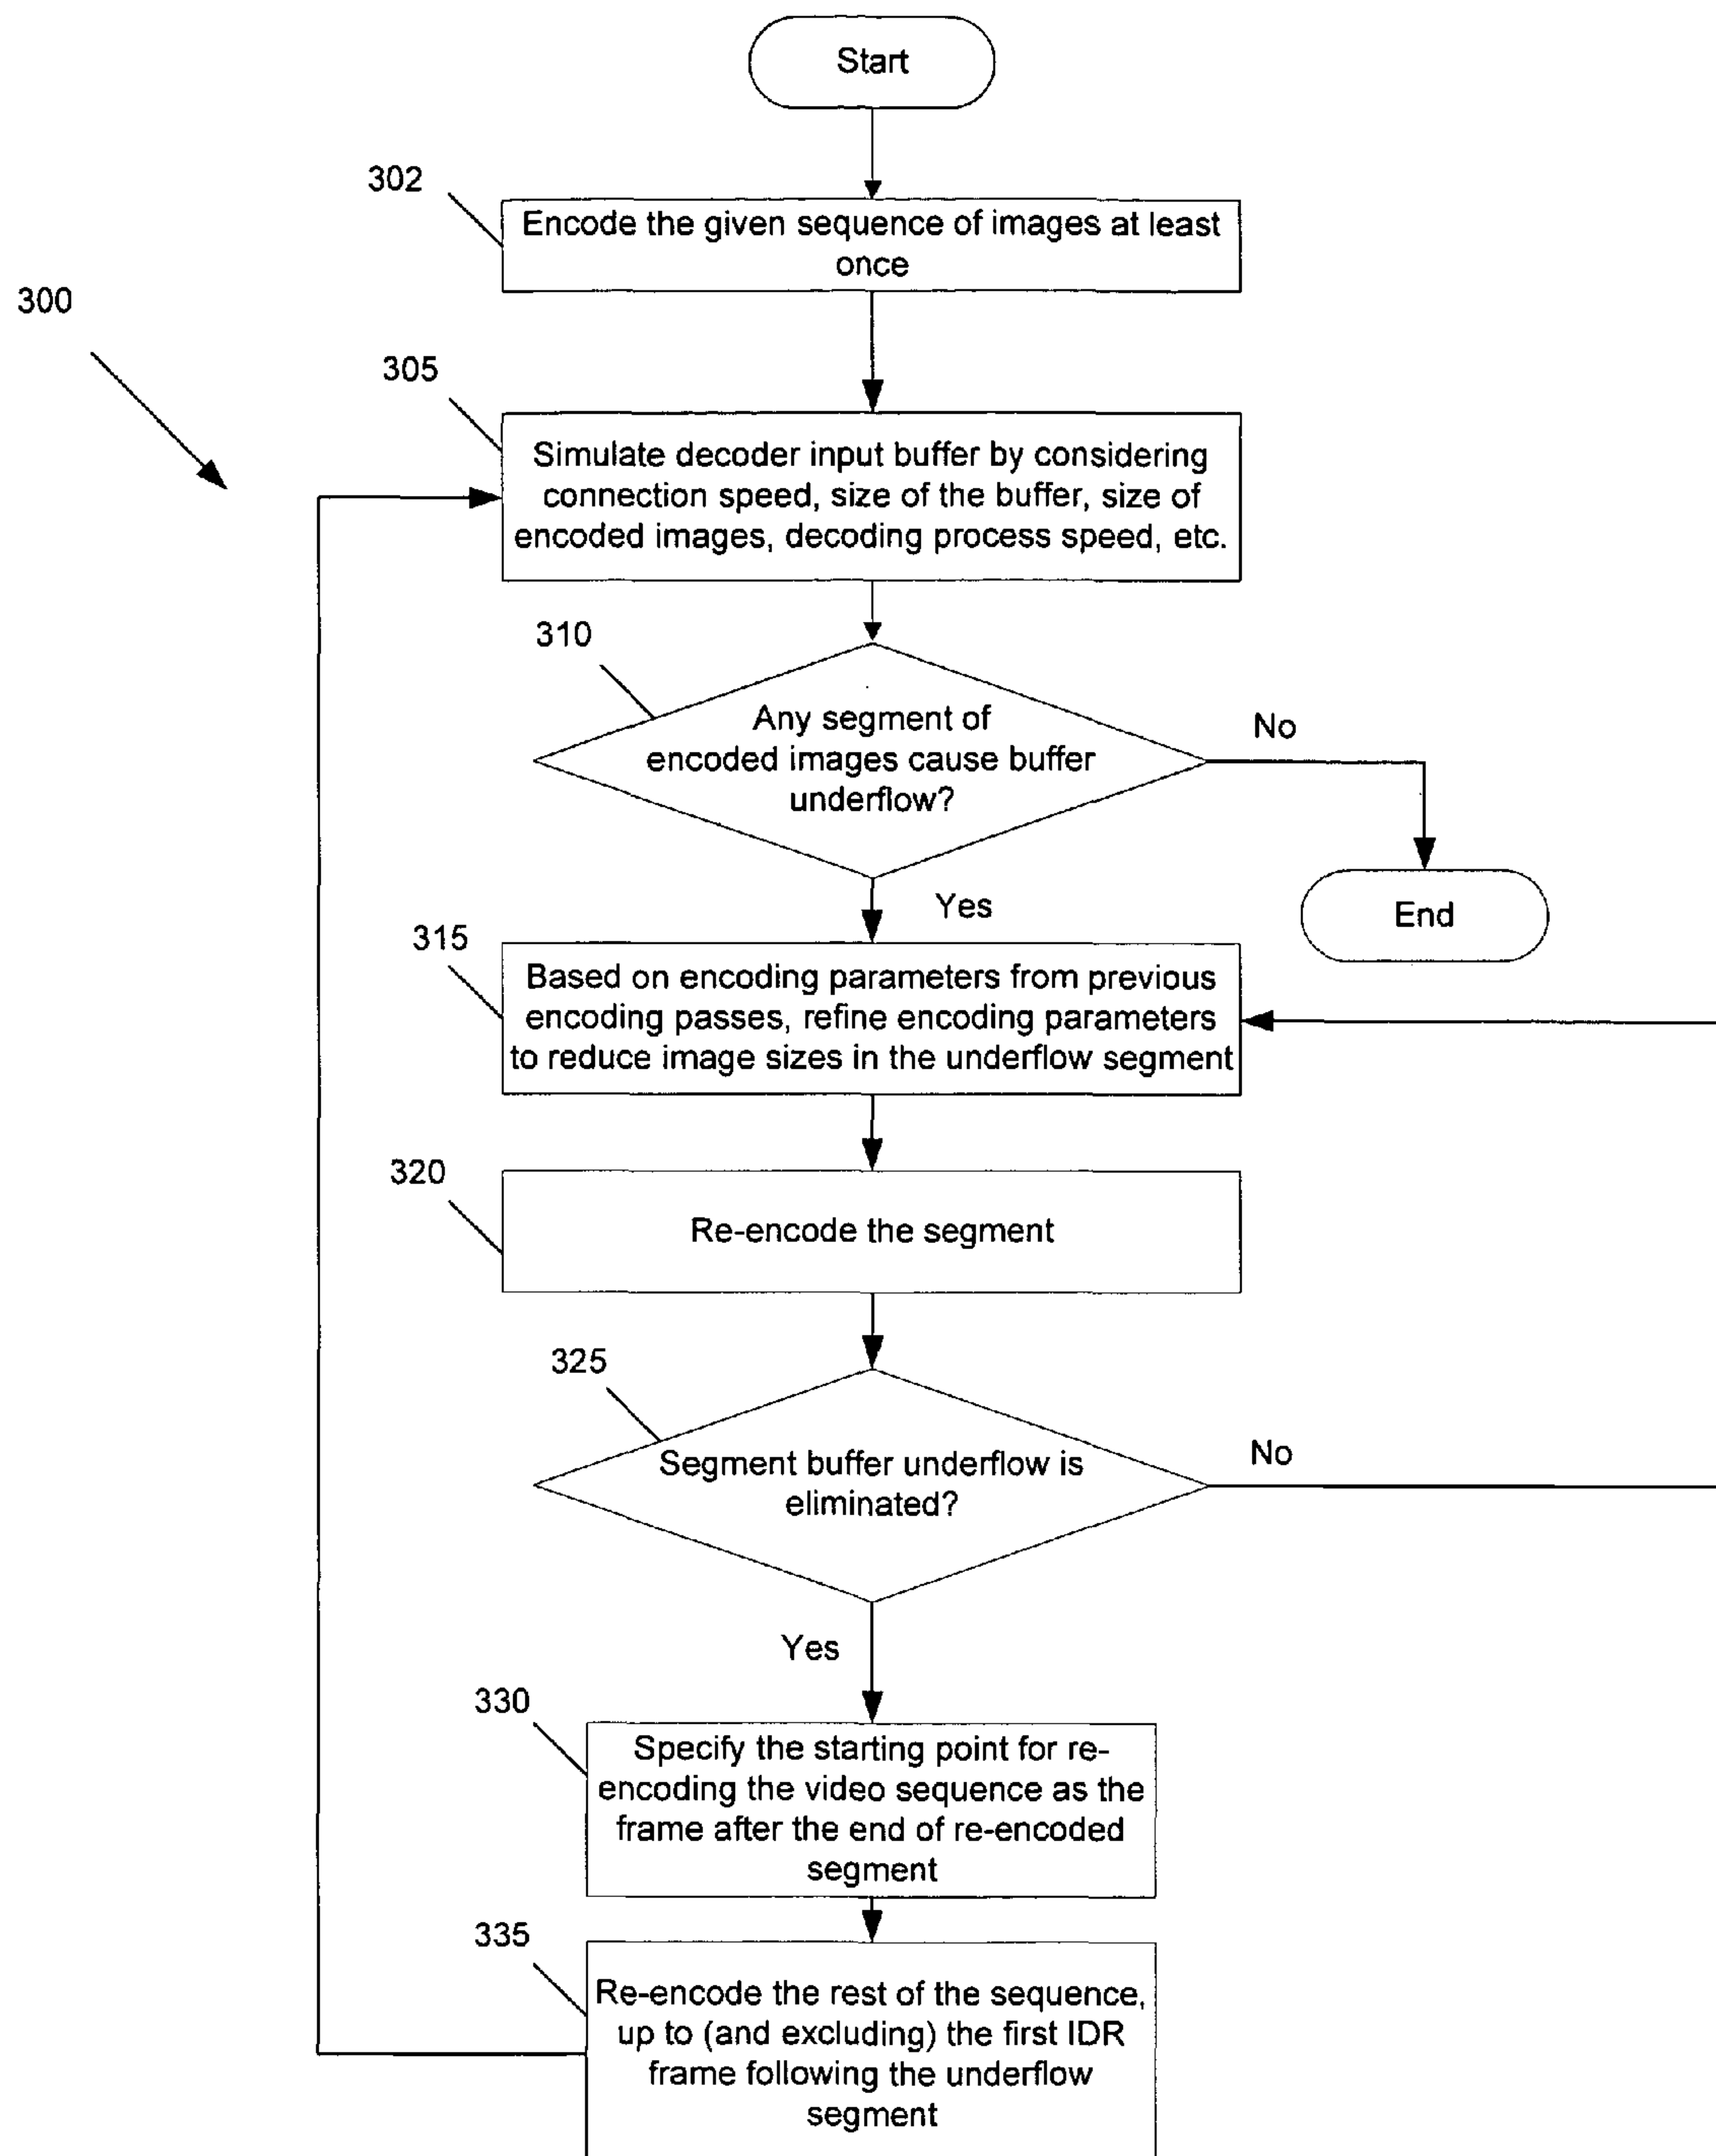 Start
302
Encode the given sequence of images at least
once
300
305
Simulate decoder input buffer by considering
connection speed, size of the buffer, size of
encoded images, decoding process speed, etc.
310
Any segment of
encoded images cause buffer
underflow?
No
Yes
End
315
Based on encoding parameters from previous
encoding passes, refine encoding parameters
to reduce image sizes in the underflow segment
320
Re-encode the segment
325
Segment buffer underflow is
eliminated?
No
Yes
330
Specify the starting point for re-
encoding the video sequence as the
frame after the end of re-encoded
segment
335
Re-encode the rest of the sequence,
up to (and excluding) the first IDR
frame following the underflow
segment